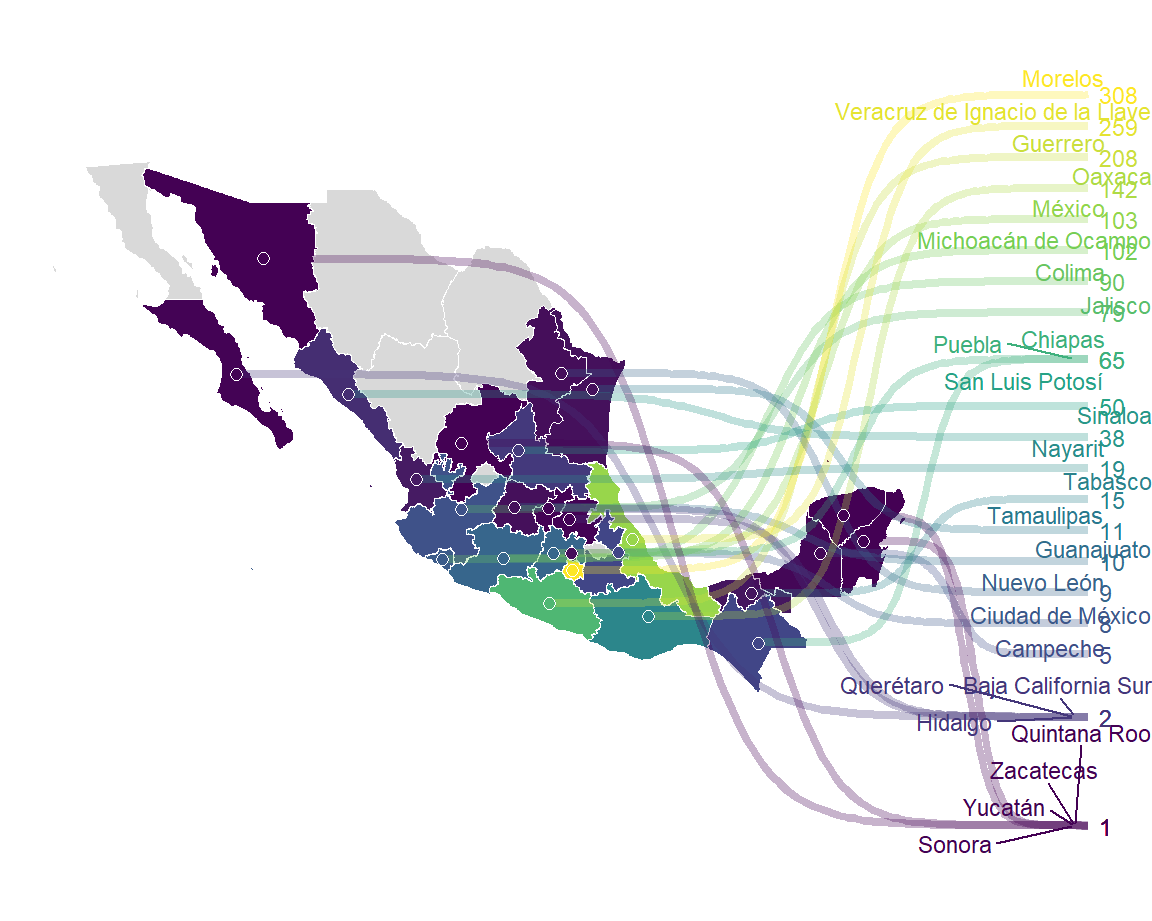 Morelos
308
Veracruz de Ignacio de la Llave
259
Guerrero
208
Oaxaca
142
México
103
Michoacán de Ocampo
102
Colima
90
Jalisco
79
Puebla
Chiapas
65
San Luis Potosí
50
Sinaloa
38
Nayarit
19
Tabasco
15
Tamaulipas
11
Guanajuato
10
Nuevo León
9
Ciudad de México
8
Campeche
5
Querétaro
Baja California Sur
Hidalgo
2
Quintana Roo
Zacatecas
Yucatán
1
Sonora